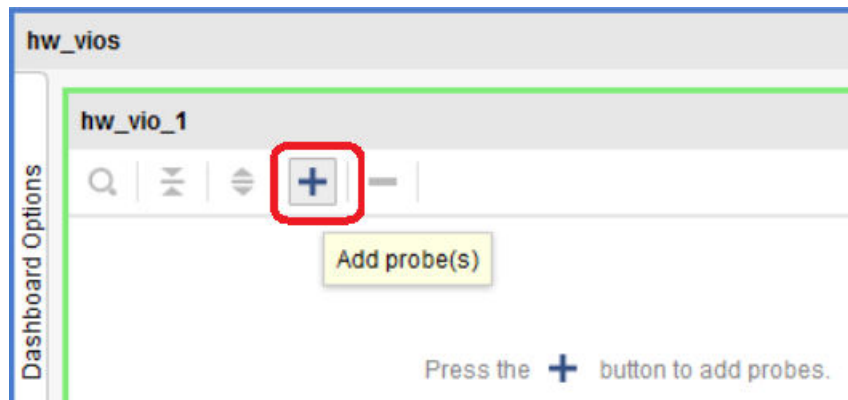 hw_vios
hw_vio_1
Dashboard Options
Add probe(s)
Press the + button to add probes.